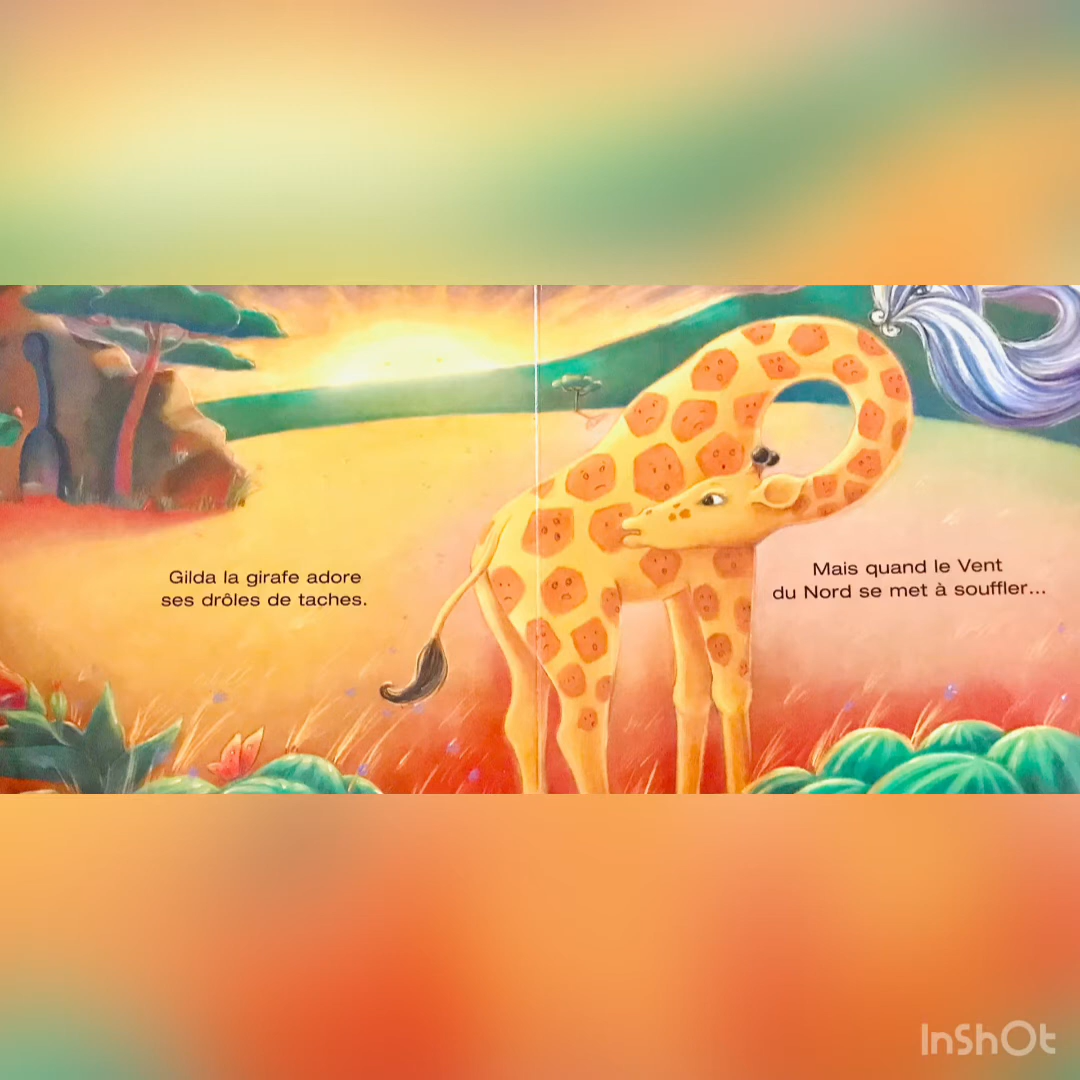 Gilda la girafe adore
ses drôles de taches.
Mais quand le Vent
du Nord se met à souffler...
InShOt